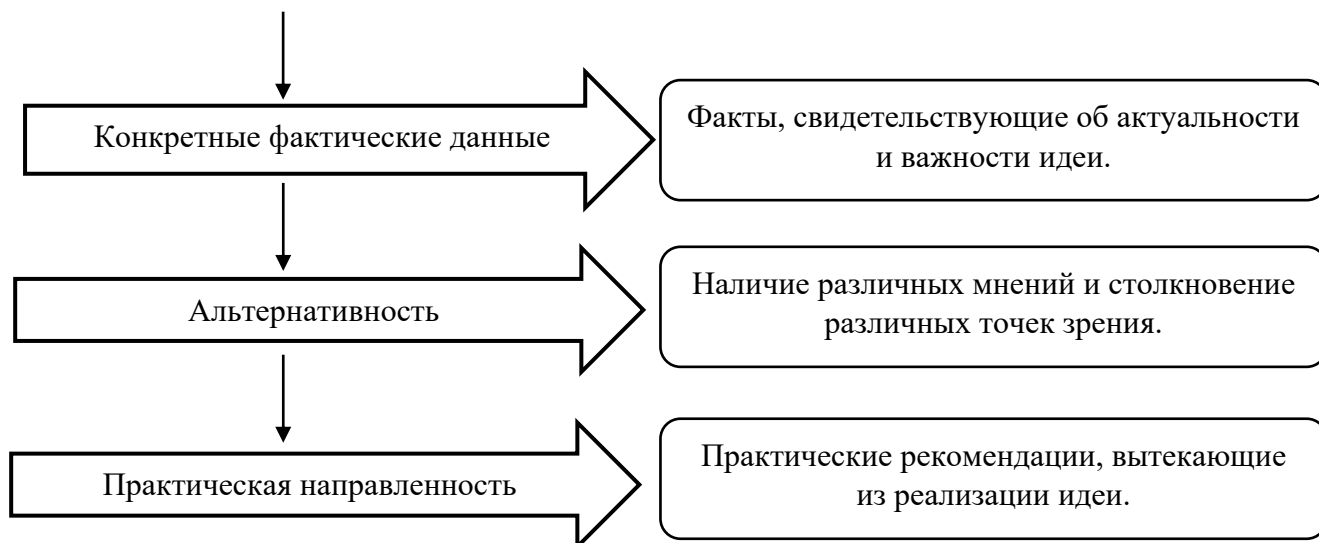 Конкретные фактические данные
Факты, свидетельствующие об актуальности
и важности идеи.
Альтернативность
Наличие различных мнений и столкновение
различных точек зрения.
Практическая направленность
Практические рекомендации, вытекающие
из реализации идеи.